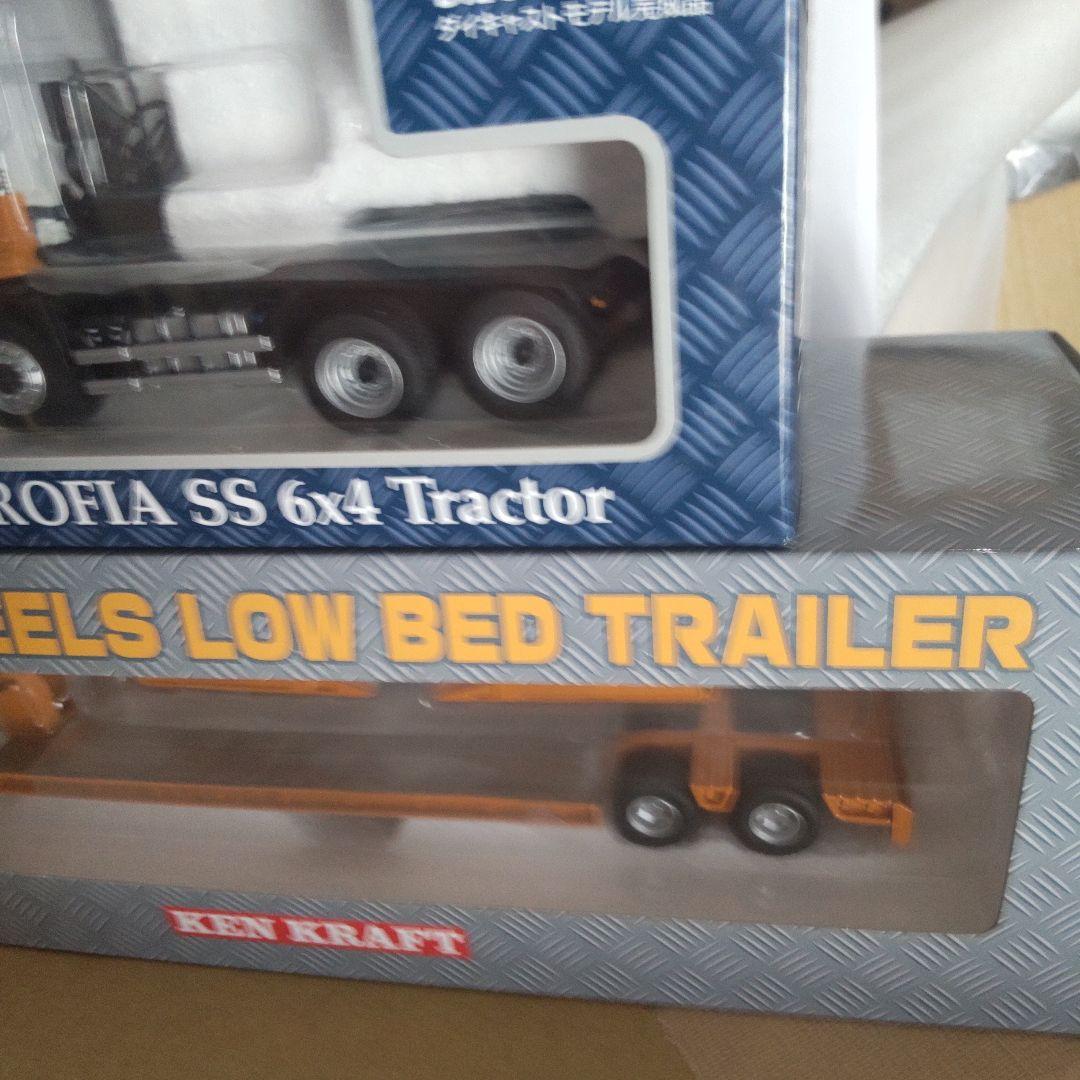 ダイキャストモデル完成品
ROFIA SS 6x4 Tractor
EELS LOW BED TRAILER
KEN KRAFT